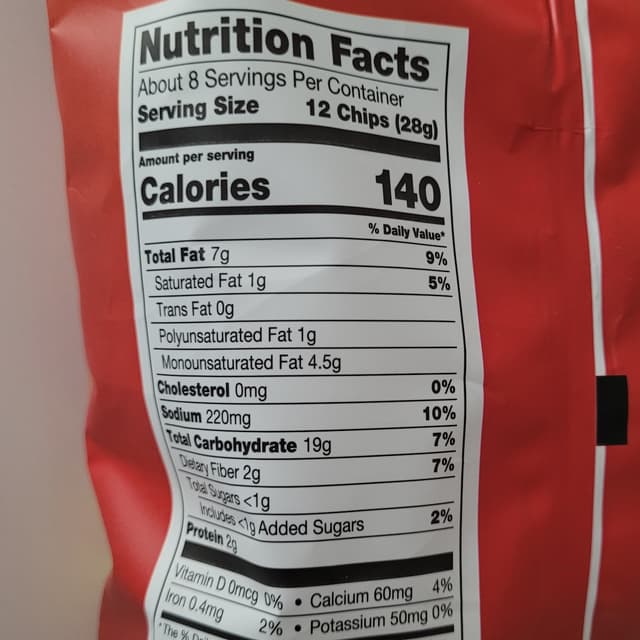 Nutrition Facts
About 8 Servings Per Container
Serving Size 12 Chips (28g)
Amount per serving
Calories 140
% Daily Value*
Total Fat 7g 9%
Saturated Fat 1g 5%
Trans Fat 0g
Polyunsaturated Fat 1g
Monounsaturated Fat 4.5g
Cholesterol 0mg 0%
Sodium 220mg 10%
Total Carbohydrate 19g 7%
Dietary Fiber 2g 7%
Total Sugars <1g
Includes <1g Added Sugars 2%
Protein 2g
Vitamin D 0mcg 0% • Calcium 60mg 4%
Iron 0.4mg 2% • Potassium 50mg 0%
*The %